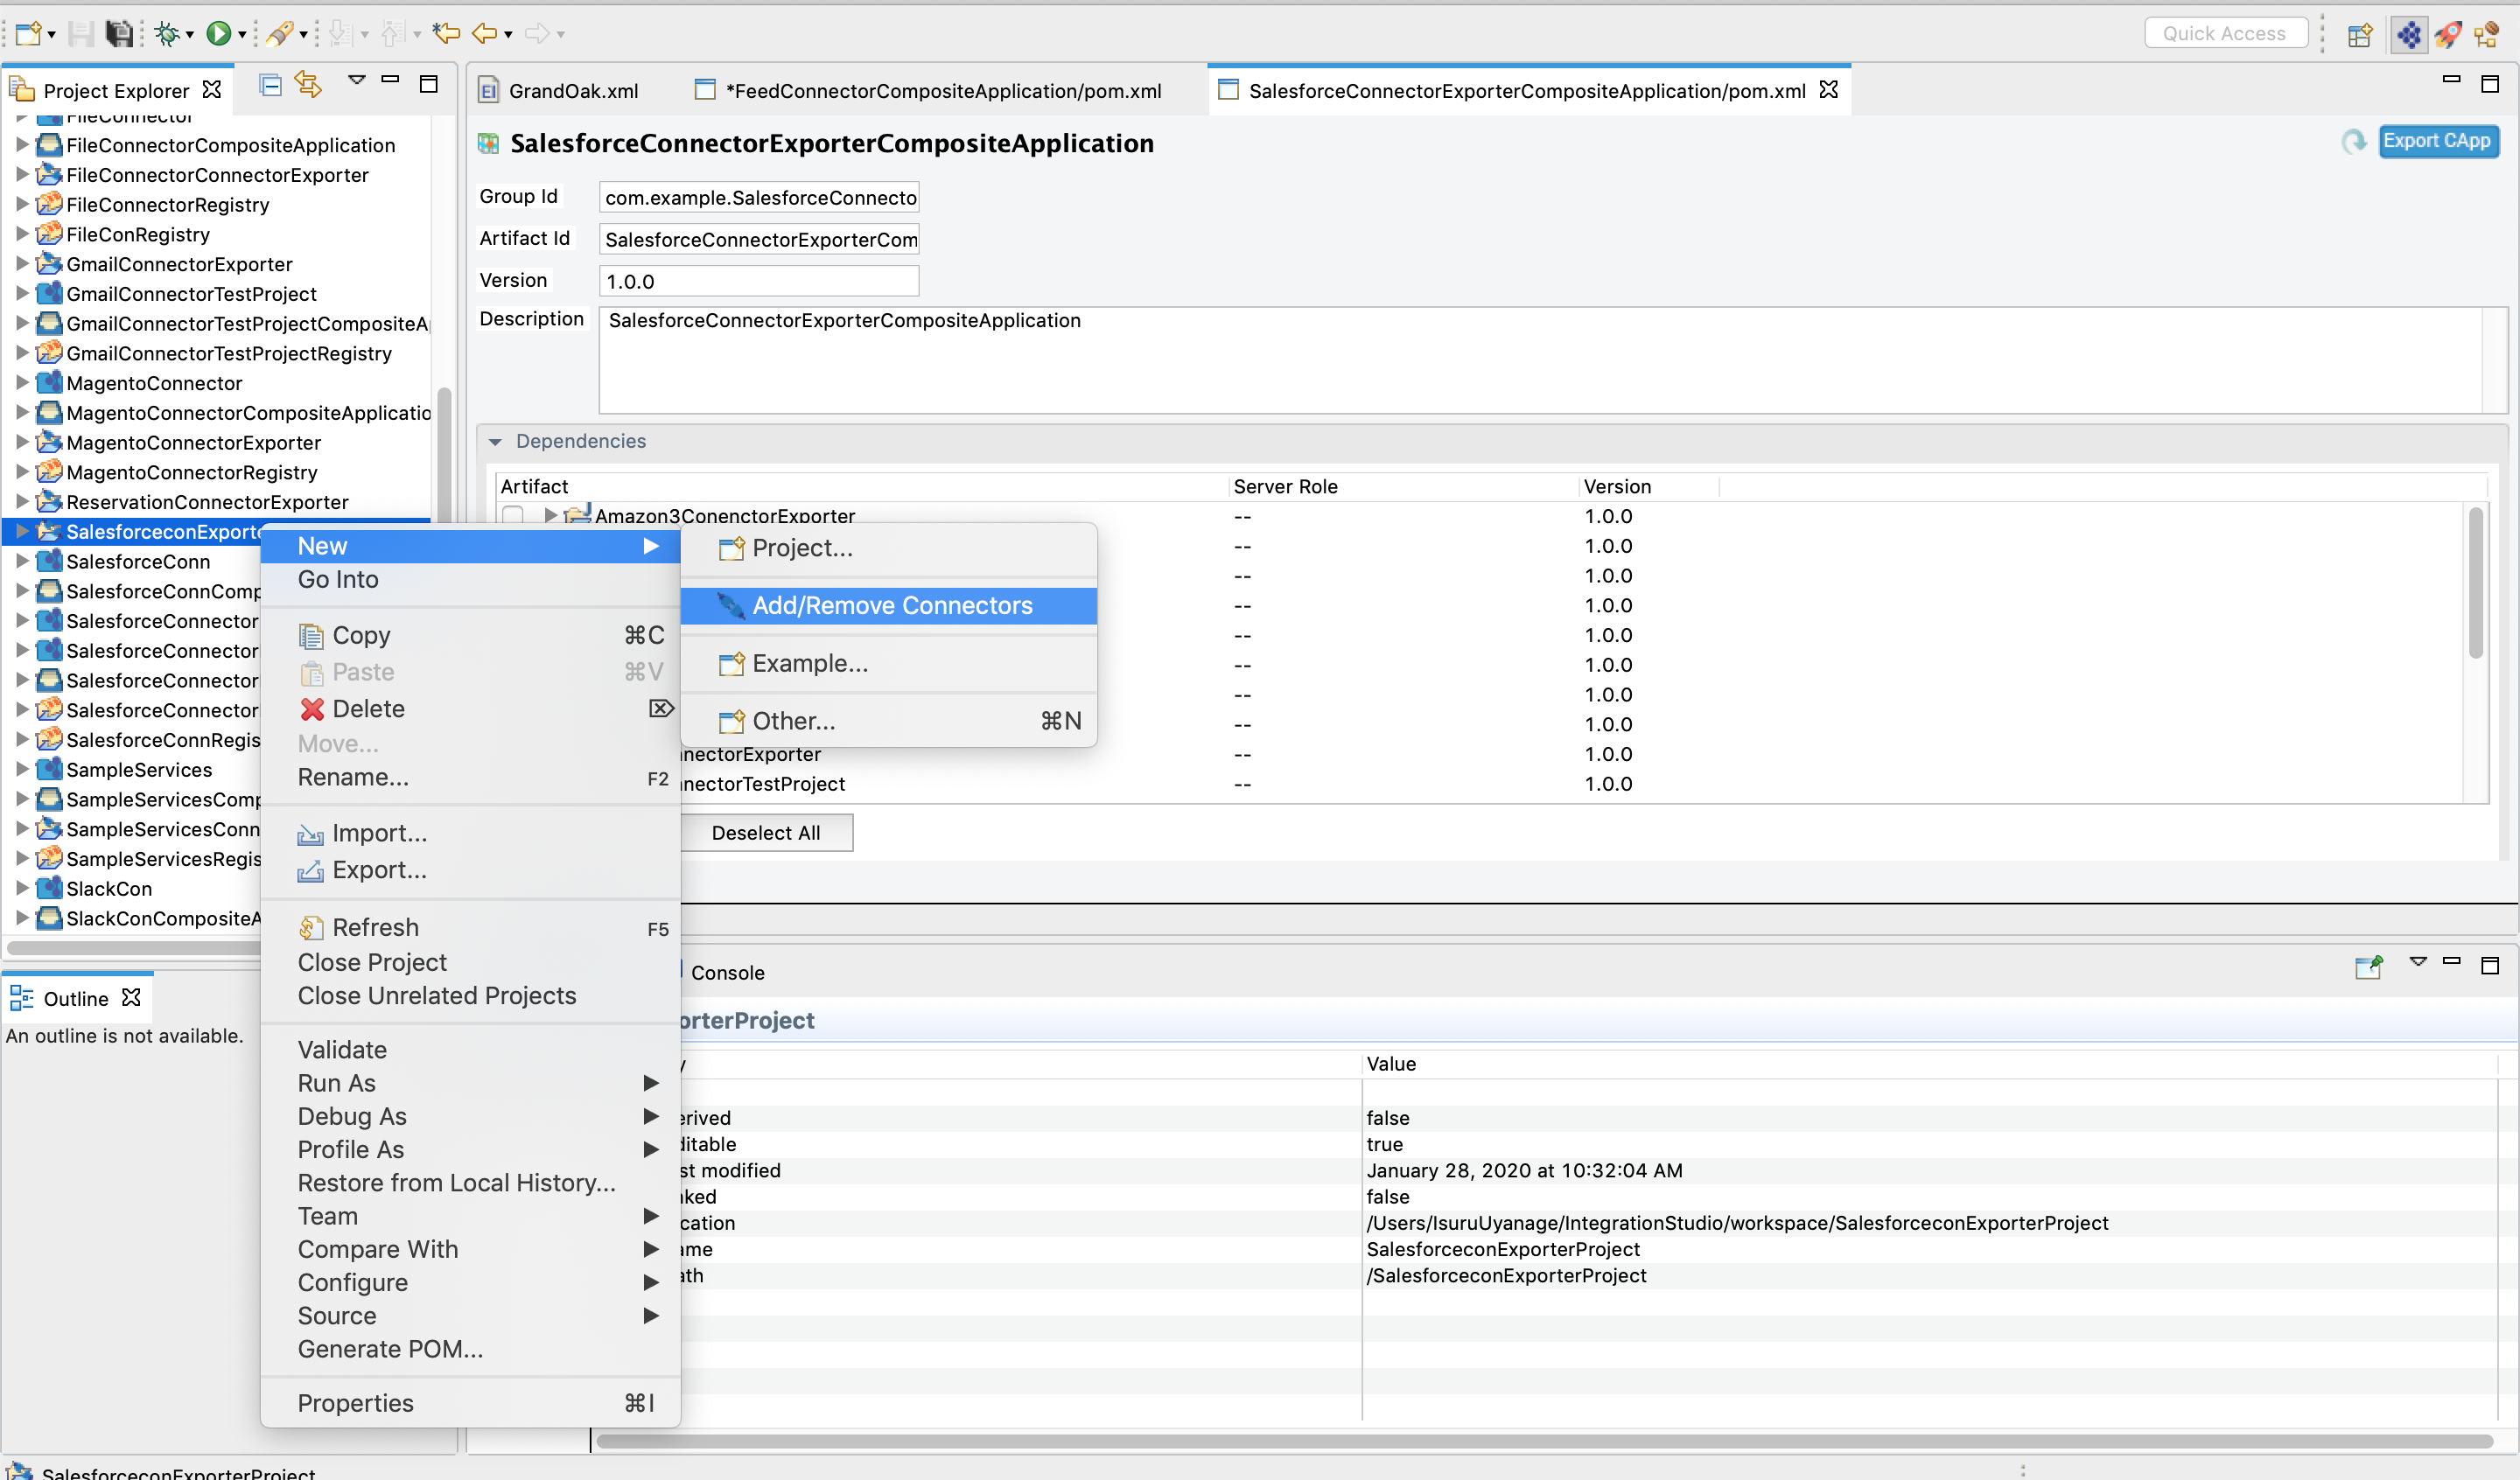 Quick Access
Project Explorer
FileConnector
FileConnectorCompositeApplication
FileConnectorConnectorExporter
FileConnectorRegistry
FileConRegistry
GmailConnectorExporter
GmailConnectorTestProject
GmailConnectorTestProjectCompositeA
GmailConnectorTestProjectRegistry
MagentoConnector
MagentoConnectorCompositeApplicatio
MagentoConnectorExporter
MagentoConnectorRegistry
ReservationConnectorExporter
SalesforceconExporte
SalesforceConn
SalesforceConnComp
SalesforceConnector
SalesforceConnector
SalesforceConnector
SalesforceConnector
SalesforceConnRegis
SampleServices
SampleServicesComp
SampleServicesConn
SampleServicesRegis
SlackCon
SlackConCompositeA
Outline
An outline is not available.
SalesforceconExporterProject
New
Go Into
Copy ⌘C
Paste ⌘V
Delete
Move...
Rename... F2
Import...
Export...
Refresh F5
Close Project
Close Unrelated Projects
Validate
Run As
Debug As
Profile As
Restore from Local History...
Team
Compare With
Configure
Source
Generate POM...
Properties ⌘I
Project...
Add/Remove Connectors
Example...
Other... ⌘N
GrandOak.xml
*FeedConnectorCompositeApplication/pom.xml
SalesforceConnectorExporterCompositeApplication/pom.xml
SalesforceConnectorExporterCompositeApplication
Export CApp
Group Id com.example.SalesforceConnecto
Artifact Id SalesforceConnectorExporterCom
Version 1.0.0
Description SalesforceConnectorExporterCompositeApplication
Dependencies
Artifact Server Role Version
Amazon3ConenctorExporter -- 1.0.0
-- 1.0.0
-- 1.0.0
-- 1.0.0
-- 1.0.0
-- 1.0.0
-- 1.0.0
-- 1.0.0
nnectorExporter -- 1.0.0
nnectorTestProject -- 1.0.0
Deselect All
Console
orterProject
y Value
erived false
ditable true
st modified January 28, 2020 at 10:32:04 AM
nked false
cation /Users/IsuruUyanage/IntegrationStudio/workspace/SalesforceconExporterProject
ame SalesforceconExporterProject
ath /SalesforceconExporterProject